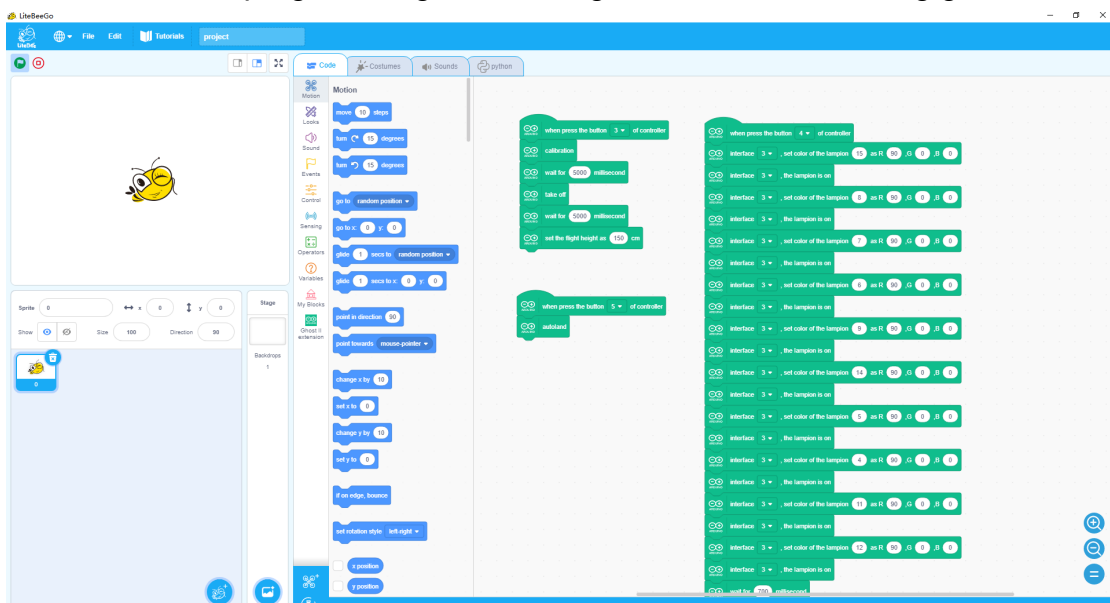 LiteBeeGo
File Edit Tutorials project
Code Costumes Sounds python
Motion
Looks
Sound
Events
Control
Sensing
Operators
Variables
My Blocks
Ghost II extension
Motion
move 10 steps
turn 15 degrees
turn 15 degrees
go to random position
go to x: 0 y: 0
glide 1 secs to random position
glide 1 secs to x: 0 y: 0
point in direction 90
point towards mouse-pointer
change x by 10
set x to 0
change y by 10
set y to 0
if on edge, bounce
set rotation style left-right
x position
y position
when press the button 3 of controller
calibration
wait for 5000 millisecond
take off
wait for 5000 millisecond
set the flight height as 150 cm
when press the button 5 of controller
autoland
when press the button 4 of controller
interface 3 , set color of the lampion 15 as R 90 ,G 0 ,B 0
interface 3 , the lampion is on
interface 3 , set color of the lampion 8 as R 90 ,G 0 ,B 0
interface 3 , the lampion is on
interface 3 , set color of the lampion 7 as R 90 ,G 0 ,B 0
interface 3 , the lampion is on
interface 3 , set color of the lampion 6 as R 90 ,G 0 ,B 0
interface 3 , the lampion is on
interface 3 , set color of the lampion 9 as R 90 ,G 0 ,B 0
interface 3 , the lampion is on
interface 3 , set color of the lampion 14 as R 90 ,G 0 ,B 0
interface 3 , the lampion is on
interface 3 , set color of the lampion 5 as R 90 ,G 0 ,B 0
interface 3 , the lampion is on
interface 3 , set color of the lampion 4 as R 90 ,G 0 ,B 0
interface 3 , the lampion is on
interface 3 , set color of the lampion 11 as R 90 ,G 0 ,B 0
interface 3 , the lampion is on
interface 3 , set color of the lampion 12 as R 90 ,G 0 ,B 0
interface 3 , the lampion is on
wait for 700 millisecond
Sprite 0 x 0 y 0
Show Size 100 Direction 90
0
Stage
Backdrops
1